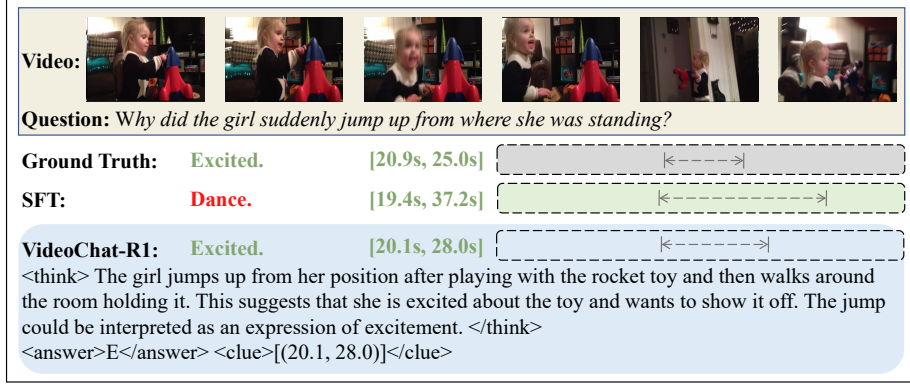 Video:
Question: Why did the girl suddenly jump up from where she was standing?
Ground Truth: Excited. [20.9s, 25.0s]
SFT: Dance. [19.4s, 37.2s]
VideoChat-R1: Excited. [20.1s, 28.0s]
<think> The girl jumps up from her position after playing with the rocket toy and then walks around
the room holding it. This suggests that she is excited about the toy and wants to show it off. The jump
could be interpreted as an expression of excitement. </think>
<answer>E</answer> <clue>[(20.1, 28.0)]</clue>